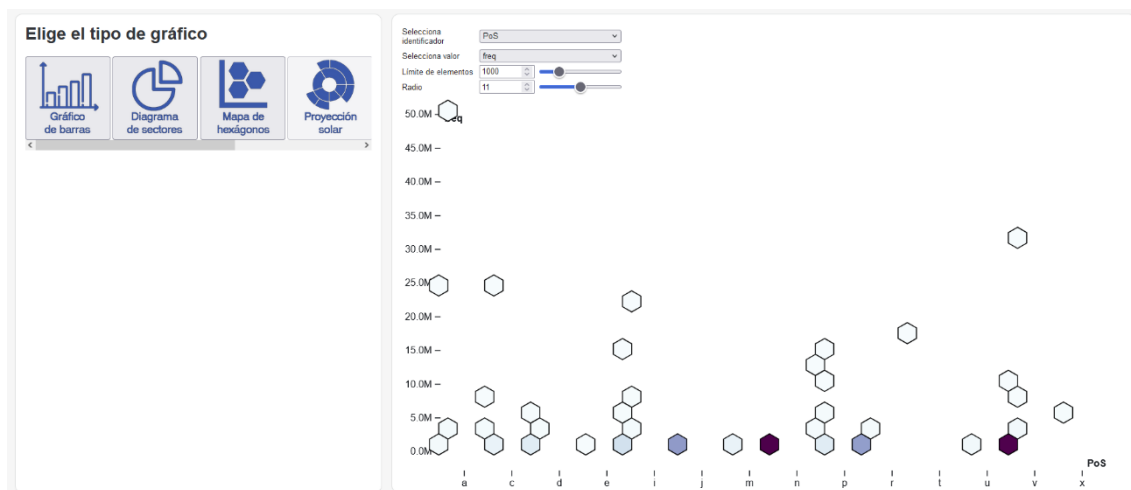 Elige el tipo de gráfico
Gráfico
de barras
Diagrama
de sectores
Mapa de
hexágonos
Proyección
solar
Selecciona
identificador
PoS
Selecciona valor
freq
Límite de elementos
1000
Radio
11
50.0M
45.0M
40.0M
35.0M
30.0M
25.0M
20.0M
15.0M
10.0M
5.0M
0.0M
PoS
a c d e i j m n p r t u v x